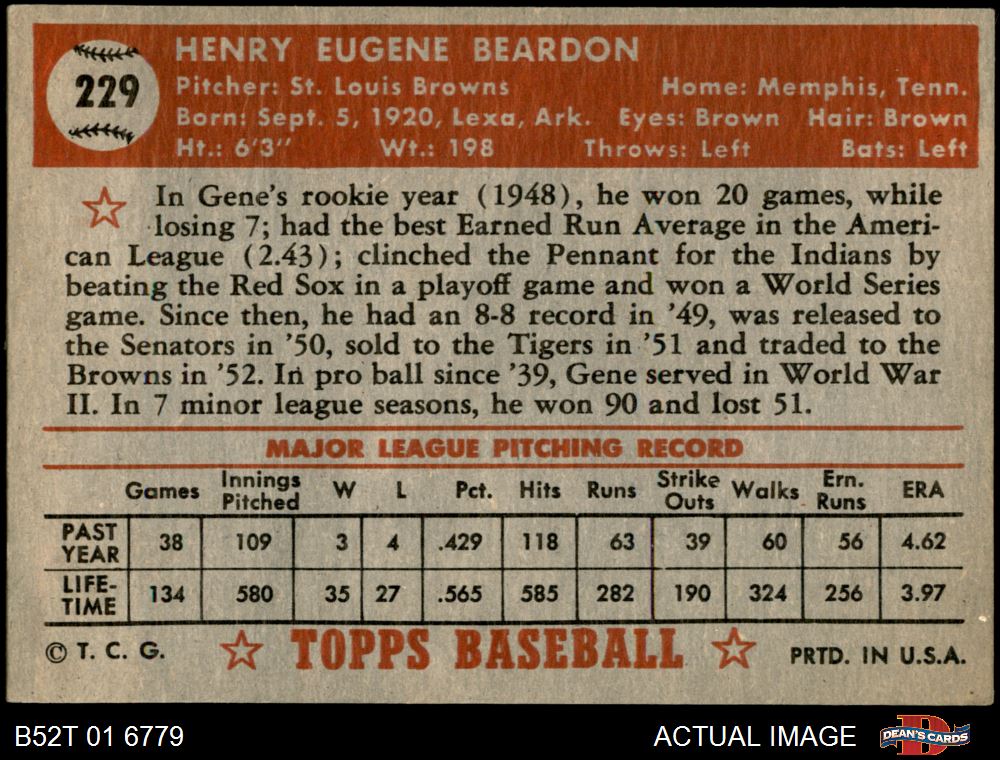 229
HENRY EUGENE BEARDON
Pitcher: St. Louis Browns Home: Memphis, Tenn.
Born: Sept. 5, 1920, Lexa, Ark. Eyes: Brown Hair: Brown
Ht.: 6'3" Wt.: 198 Throws: Left Bats: Left
In Gene's rookie year (1948), he won 20 games, while
losing 7; had the best Earned Run Average in the Ameri-
can League (2.43); clinched the Pennant for the Indians by
beating the Red Sox in a playoff game and won a World Series
game. Since then, he had an 8-8 record in '49, was released to
the Senators in '50, sold to the Tigers in '51 and traded to the
Browns in '52. In pro ball since '39, Gene served in World War
II. In 7 minor league seasons, he won 90 and lost 51.
MAJOR LEAGUE PITCHING RECORD
Games Innings Pitched W L Pct. Hits Runs Strike Outs Walks Ern. Runs ERA
PAST YEAR 38 109 3 4 .429 118 63 39 60 56 4.62
LIFE-TIME 134 580 35 27 .565 585 282 190 324 256 3.97
© T. C. G. TOPPS BASEBALL PRTD. IN U.S.A.
B52T 01 6779 ACTUAL IMAGE D DEAN'S CARDS